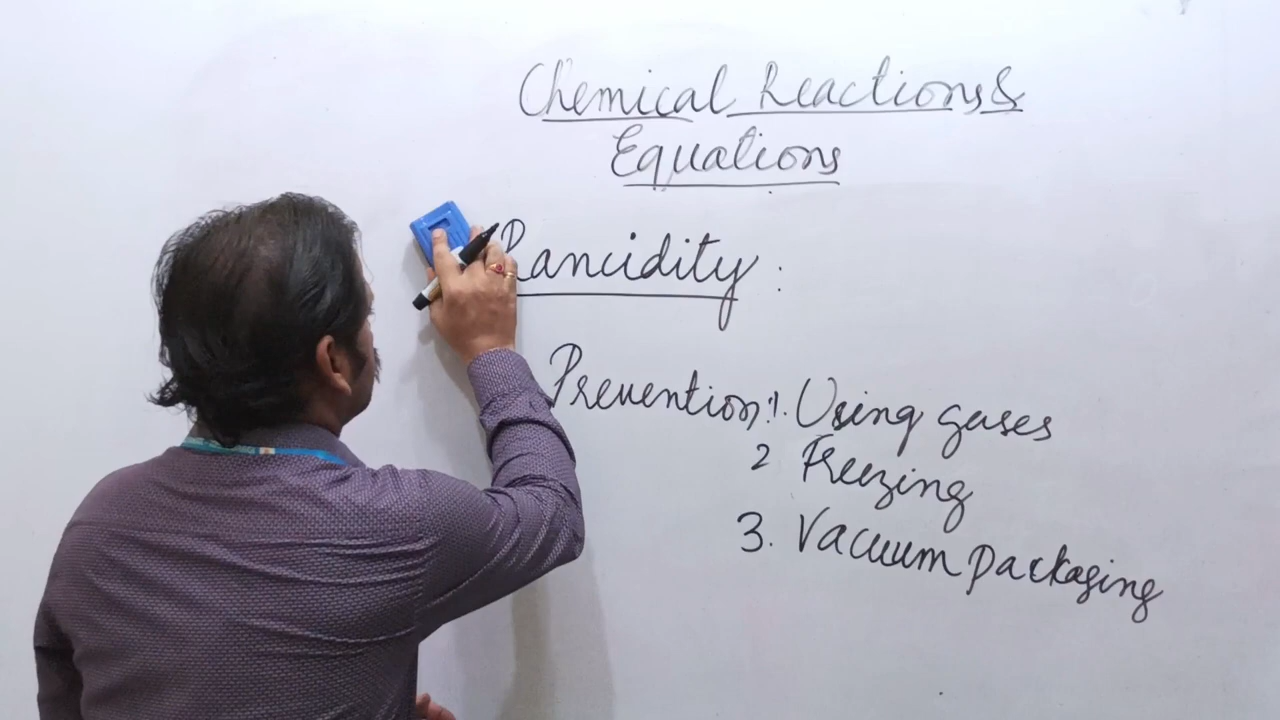 Chemical Reactions &
Equations
Rancidity :
Prevention: 1. Using gases
2 Freezing
3. Vacuum packaging